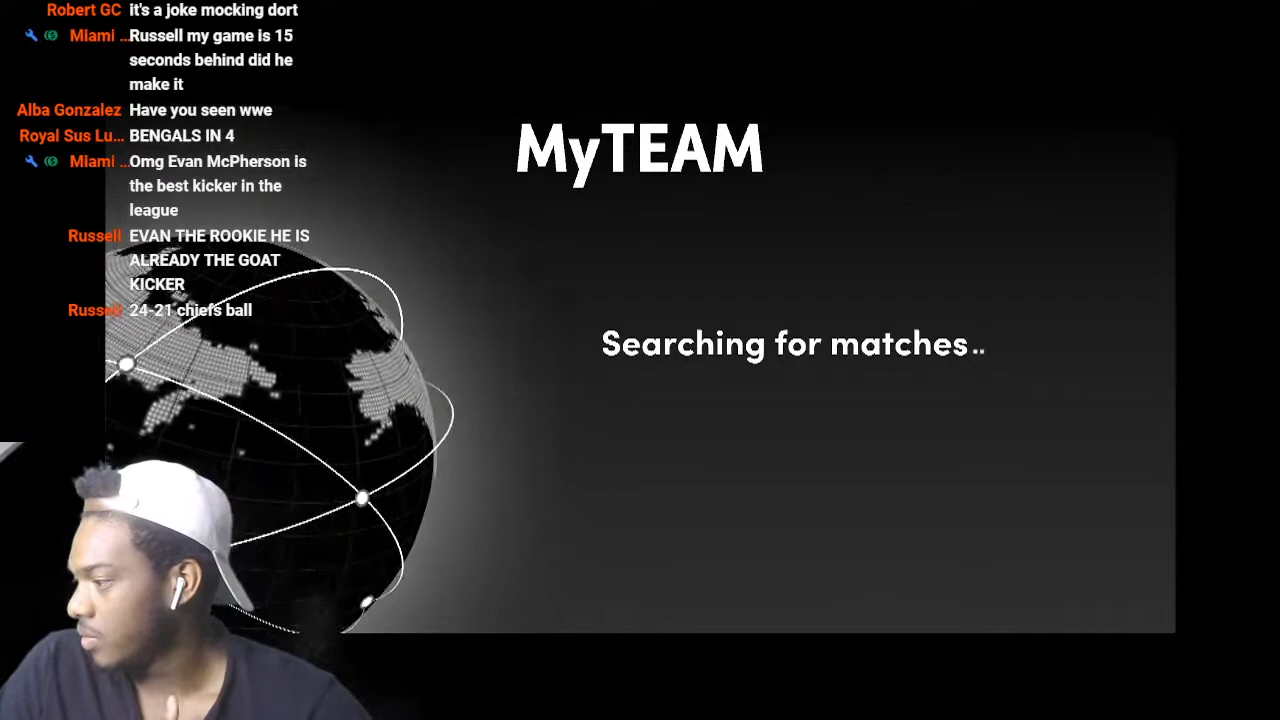 Robert GC it's a joke mocking dort
Miami ... Russell my game is 15
seconds behind did he
make it
Alba Gonzalez Have you seen wwe
Royal Sus Lu... BENGALS IN 4
Miami ... Omg Evan McPherson is
the best kicker in the
league
Russell EVAN THE ROOKIE HE IS
ALREADY THE GOAT
KICKER
Russell 24-21 chiefs ball
MyTEAM
Searching for matches..